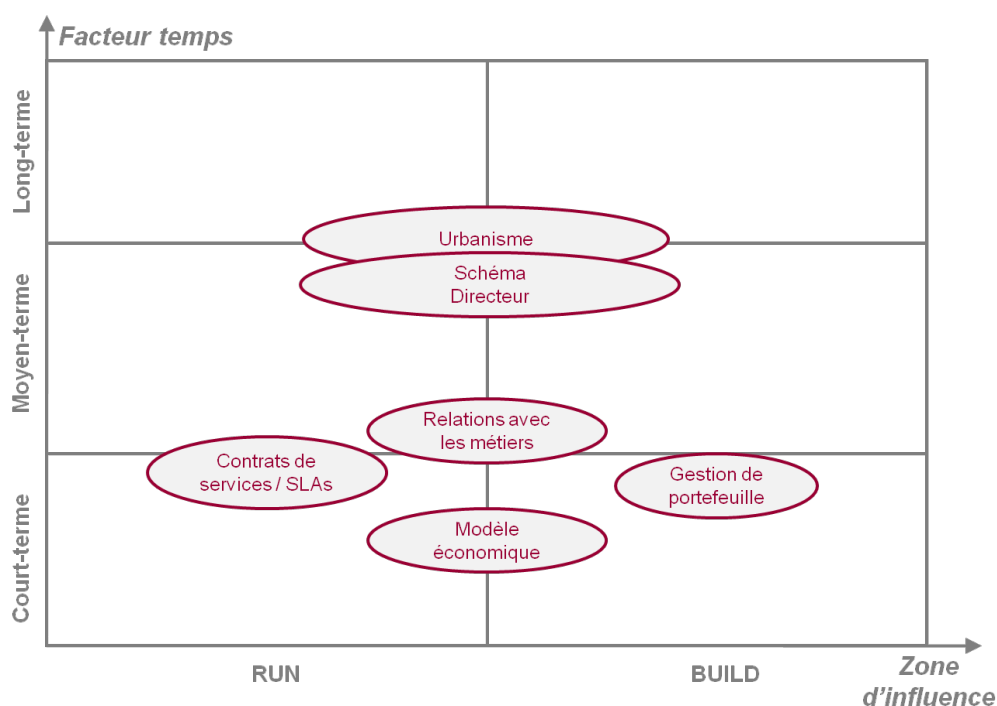 Facteur temps
Long-terme
Urbanisme
Schéma
Directeur
Moyen-terme
Relations avec
les métiers
Contrats de
services / SLAs
Gestion de
portefeuille
Court-terme
Modèle
économique
RUN
BUILD
Zone
d'influence